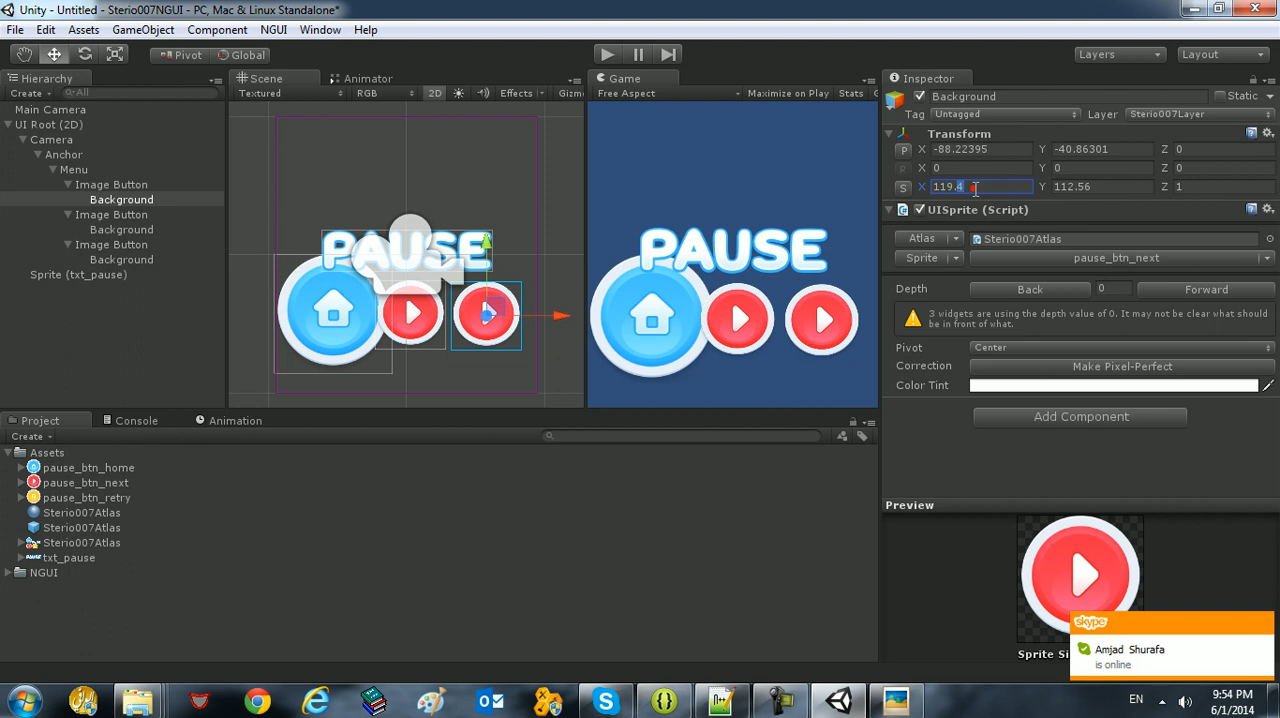 Unity - Untitled - Sterio007NGUI - PC, Mac & Linux Standalone*
File Edit Assets GameObject Component NGUI Window Help
Pivot Global Layers Layout
Hierarchy
Create All
Main Camera
UI Root (2D)
Camera
Anchor
Menu
Image Button
Background
Image Button
Background
Image Button
Background
Sprite (txt_pause)
Scene Animator
Textured RGB 2D Effects Gizm
PAUSE
Game
Free Aspect Maximize on Play Stats G
PAUSE
Inspector
Background Static
Tag Untagged Layer Sterio007Layer
Transform
P X -88.22395 Y -40.86301 Z 0
R X 0 Y 0 Z 0
S X 119.4 Y 112.56 Z 1
UISprite (Script)
Atlas Sterio007Atlas
Sprite pause_btn_next
Depth Back 0 Forward
3 widgets are using the depth value of 0. It may not be clear what should
be in front of what.
Pivot Center
Correction Make Pixel-Perfect
Color Tint
Add Component
Preview
Sprite Si
Project Console Animation
Create
Assets
pause_btn_home
pause_btn_next
pause_btn_retry
Sterio007Atlas
Sterio007Atlas
Sterio007Atlas
txt_pause
NGUI
skype
Amjad Shurafa
is online
EN
9:54 PM
6/1/2014